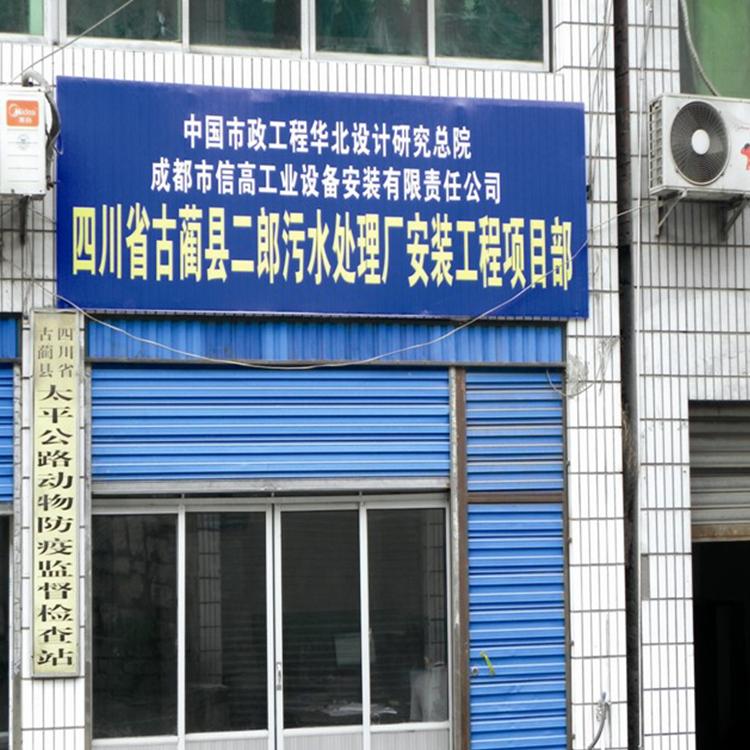 中国市政工程华北设计研究总院
成都市信高工业设备安装有限责任公司
四川省古蔺县二郎污水处理厂安装工程项目部
四川省
古蔺县
太平公路动物防疫监督检查站
Midea
美的